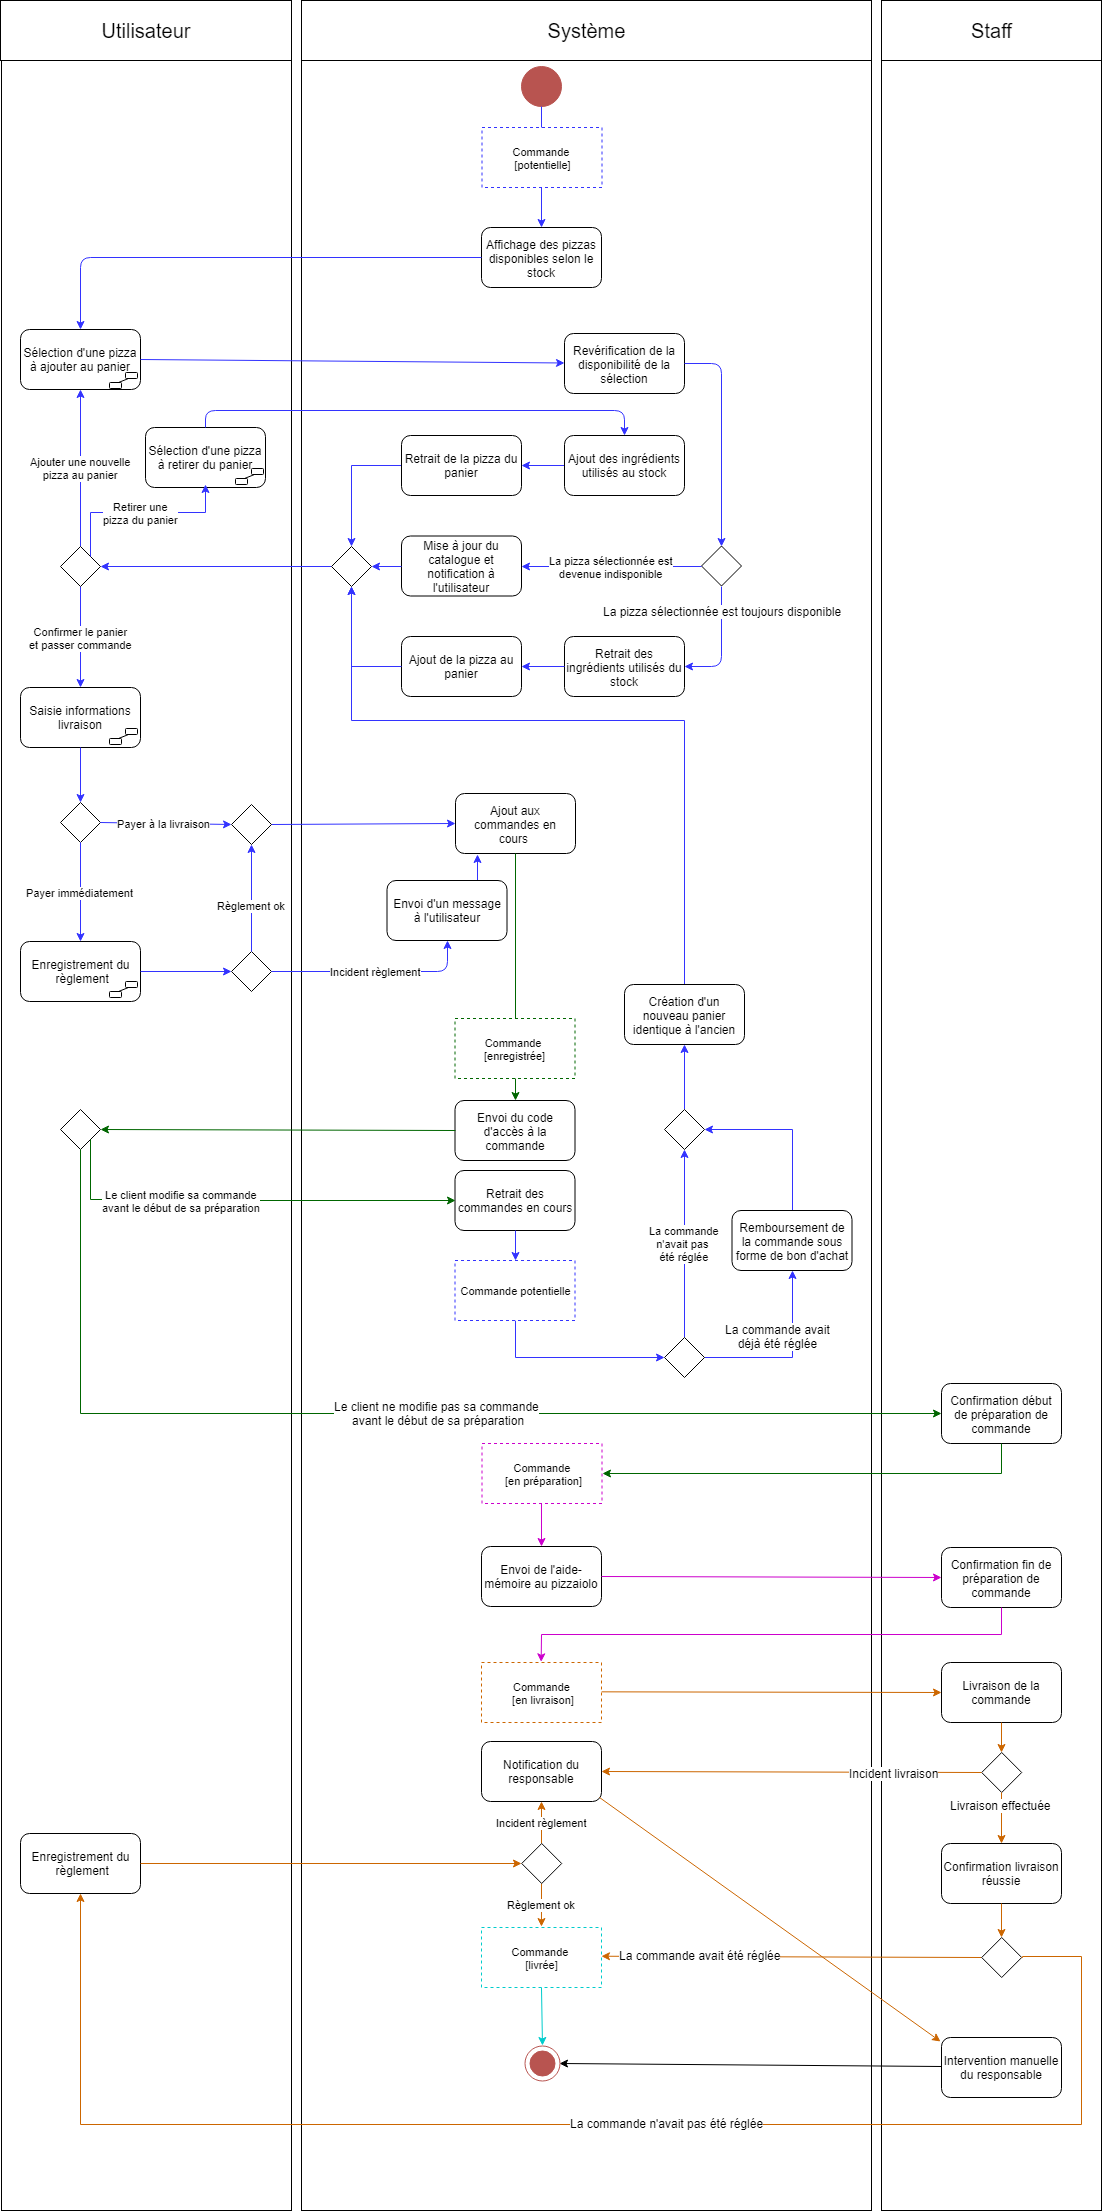 Utilisateur
Système
Staff
Commande
[potentielle]
Affichage des pizzas
disponibles selon le
stock
Sélection d'une pizza
à ajouter au panier
Revérification de la
disponibilité de la
sélection
Sélection d'une pizza
à retirer du panier
Retrait de la pizza du
panier
Ajout des ingrédients
utilisés au stock
Ajouter une nouvelle
pizza au panier
Retirer une
pizza du panier
Mise à jour du
catalogue et
notification à
l'utilisateur
La pizza sélectionnée est
devenue indisponible
La pizza sélectionnée est toujours disponible
Confirmer le panier
et passer commande
Ajout de la pizza au
panier
Retrait des
ingrédients utilisés du
stock
Saisie informations
livraison
Payer à la livraison
Ajout aux
commandes en
cours
Payer immédiatement
Règlement ok
Envoi d'un message
à l'utilisateur
Enregistrement du
règlement
Incident règlement
Création d'un
nouveau panier
identique à l'ancien
Commande
[enregistrée]
Envoi du code
d'accès à la
commande
Le client modifie sa commande
avant le début de sa préparation
Retrait des
commandes en cours
La commande
n'avait pas
été réglée
Remboursement de
la commande sous
forme de bon d'achat
Commande potentielle
La commande avait
déjà été réglée
Le client ne modifie pas sa commande
avant le début de sa préparation
Confirmation début
de préparation de
commande
Commande
[en préparation]
Envoi de l'aide-
mémoire au pizzaiolo
Confirmation fin de
préparation de
commande
Commande
[en livraison]
Livraison de la
commande
Notification du
responsable
Incident livraison
Livraison effectuée
Incident règlement
Enregistrement du
règlement
Confirmation livraison
réussie
Règlement ok
Commande
[livrée]
La commande avait été réglée
Intervention manuelle
du responsable
La commande n'avait pas été réglée